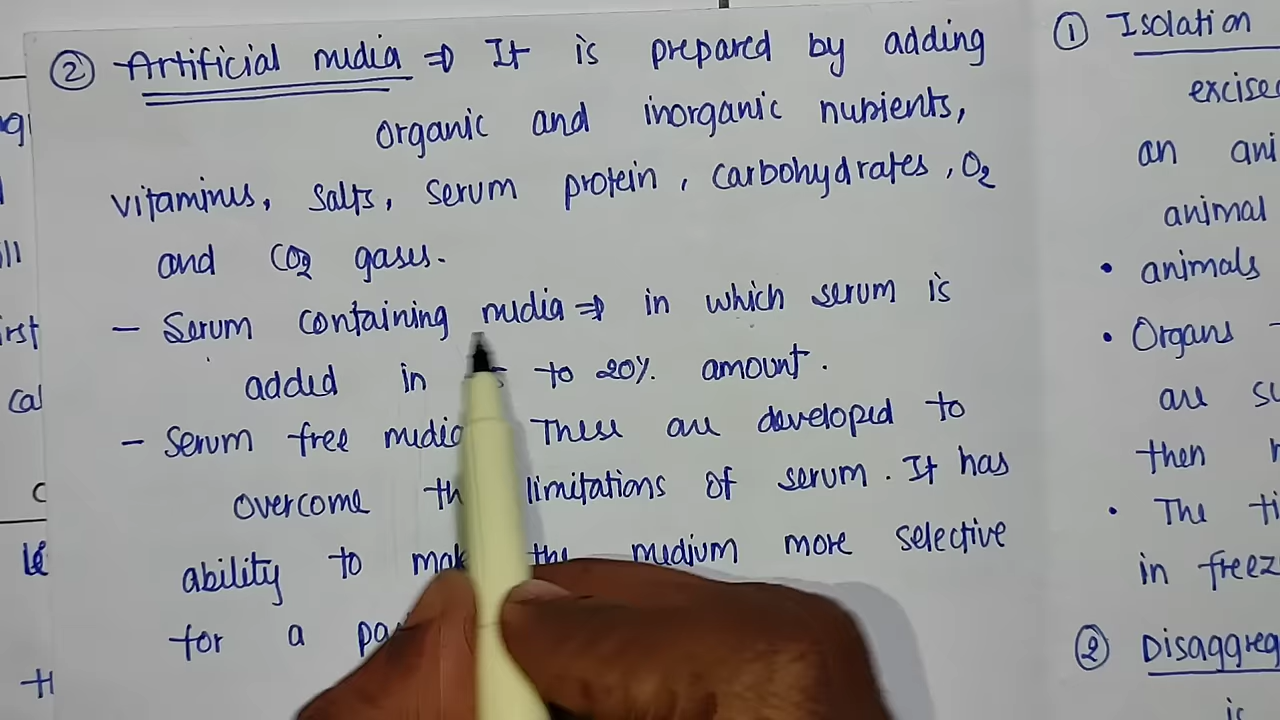 ② Artificial media ⇒ It is prepared by adding
organic and inorganic nutrients,
vitamins, salts, serum protein, carbohydrates, O2
and CO2 gases.
- Serum containing media ⇒ in which serum is
added in to 20% amount.
- Serum free media These are developed to
overcome the limitations of serum. It has
ability to make the medium more selective
for a
① Isolation
an
animal
• animals
• Organs
are
then
• The
in
② Disaggreg
is